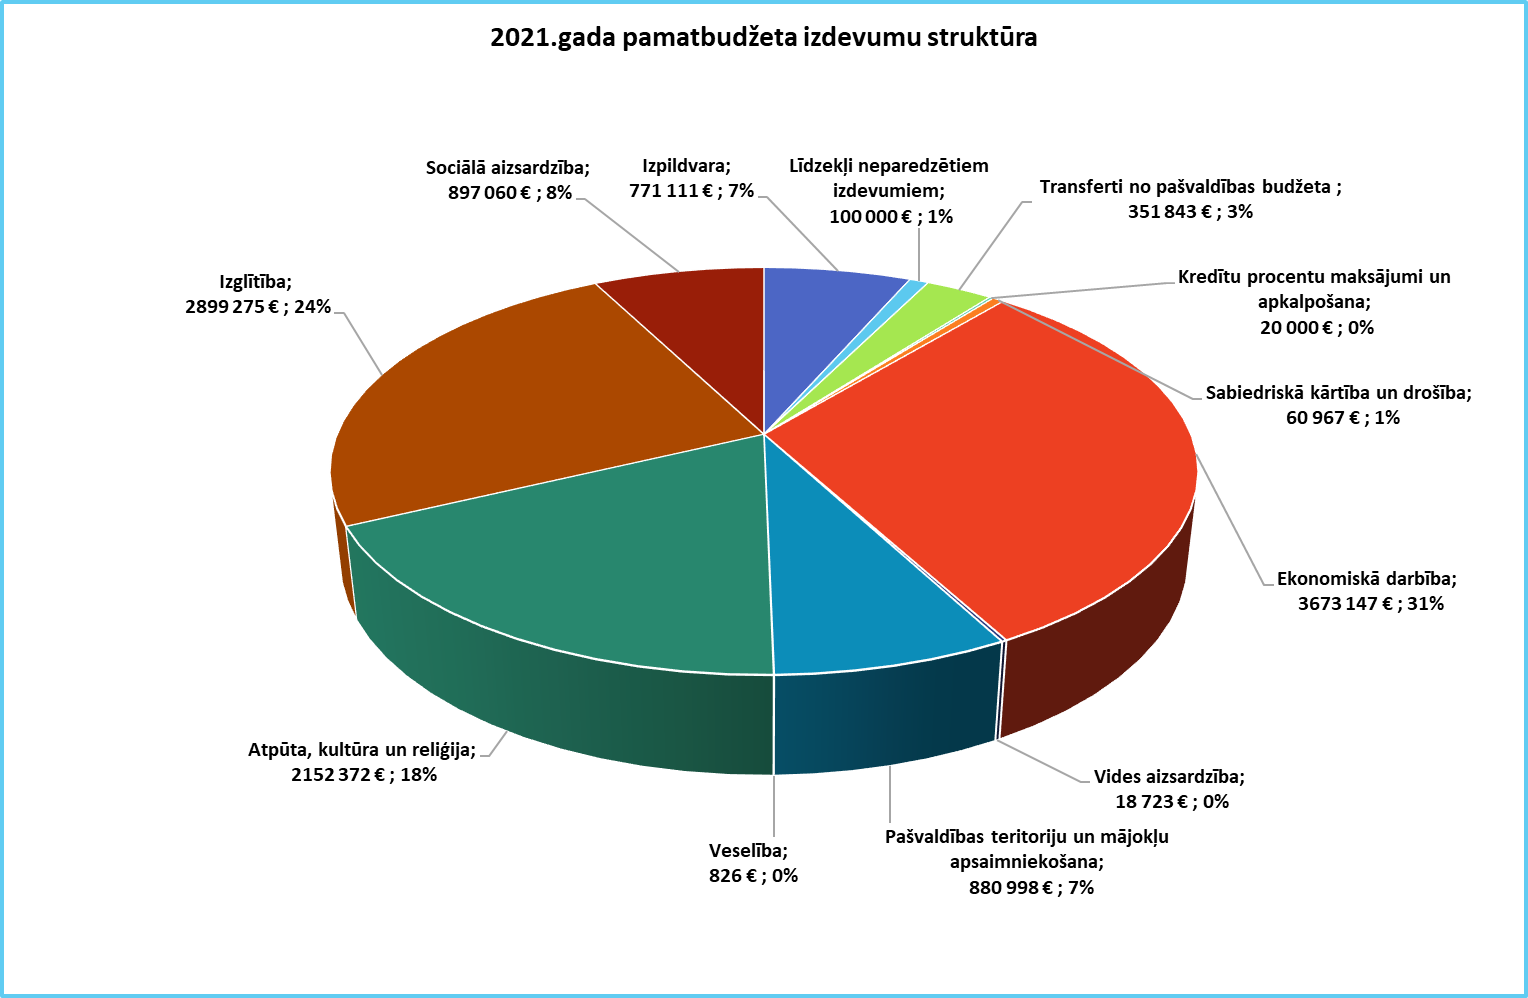 2021.gada pamatbudžeta izdevumu struktūra
Sociālā aizsardzība;
897 060 € ; 8%
Izpildvara;
771 111 € ; 7%
Līdzekļi neparedzētiem
izdevumiem;
100 000 € ; 1%
Transferti no pašvaldības budžeta ;
351 843 € ; 3%
Kredītu procentu maksājumi un
apkalpošana;
20 000 € ; 0%
Sabiedriskā kārtība un drošība;
60 967 € ; 1%
Ekonomiskā darbība;
3673 147 € ; 31%
Vides aizsardzība;
18 723 € ; 0%
Pašvaldības teritoriju un mājokļu
apsaimniekošana;
880 998 € ; 7%
Veselība;
826 € ; 0%
Atpūta, kultūra un reliģija;
2152 372 € ; 18%
Izglītība;
2899 275 € ; 24%